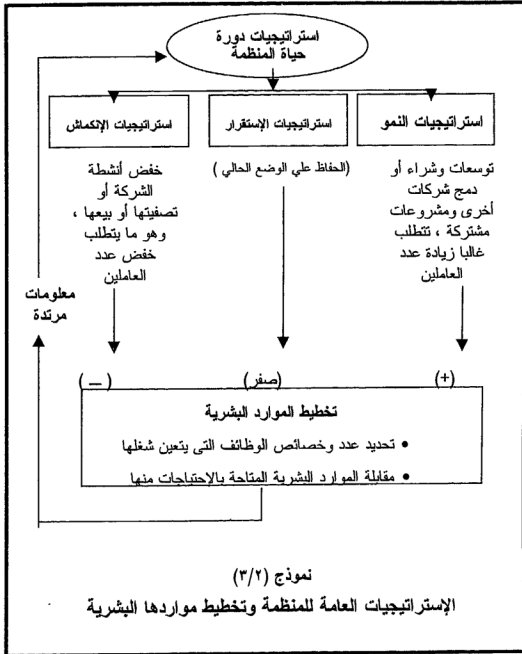 استراتيجيات دورة
حياة المنظمة
استراتيجيات النمو
استراتيجيات الإستقرار
استراتيجيات الإنكماش
توسعات وشراء أو
دمج شركات
أخرى ومشروعات
مشتركة ، تتطلب
غالبا زيادة عدد
العاملين
(الحفاظ علي الوضع الحالي )
خفض أنشطة
الشركة أو
تصفيتها أو بيعها ،
وهو ما يتطلب
خفض عدد
العاملين
معلومات
مرتدة
(+)
(صفر)
(—)
تخطيط الموارد البشرية
• تحديد عدد وخصائص الوظائف التى يتعين شغلها
• مقابلة الموارد البشرية المتاحة بالإحتياجات منها
نموذج (٣/٢)
الإستراتيجيات العامة للمنظمة وتخطيط مواردها البشرية